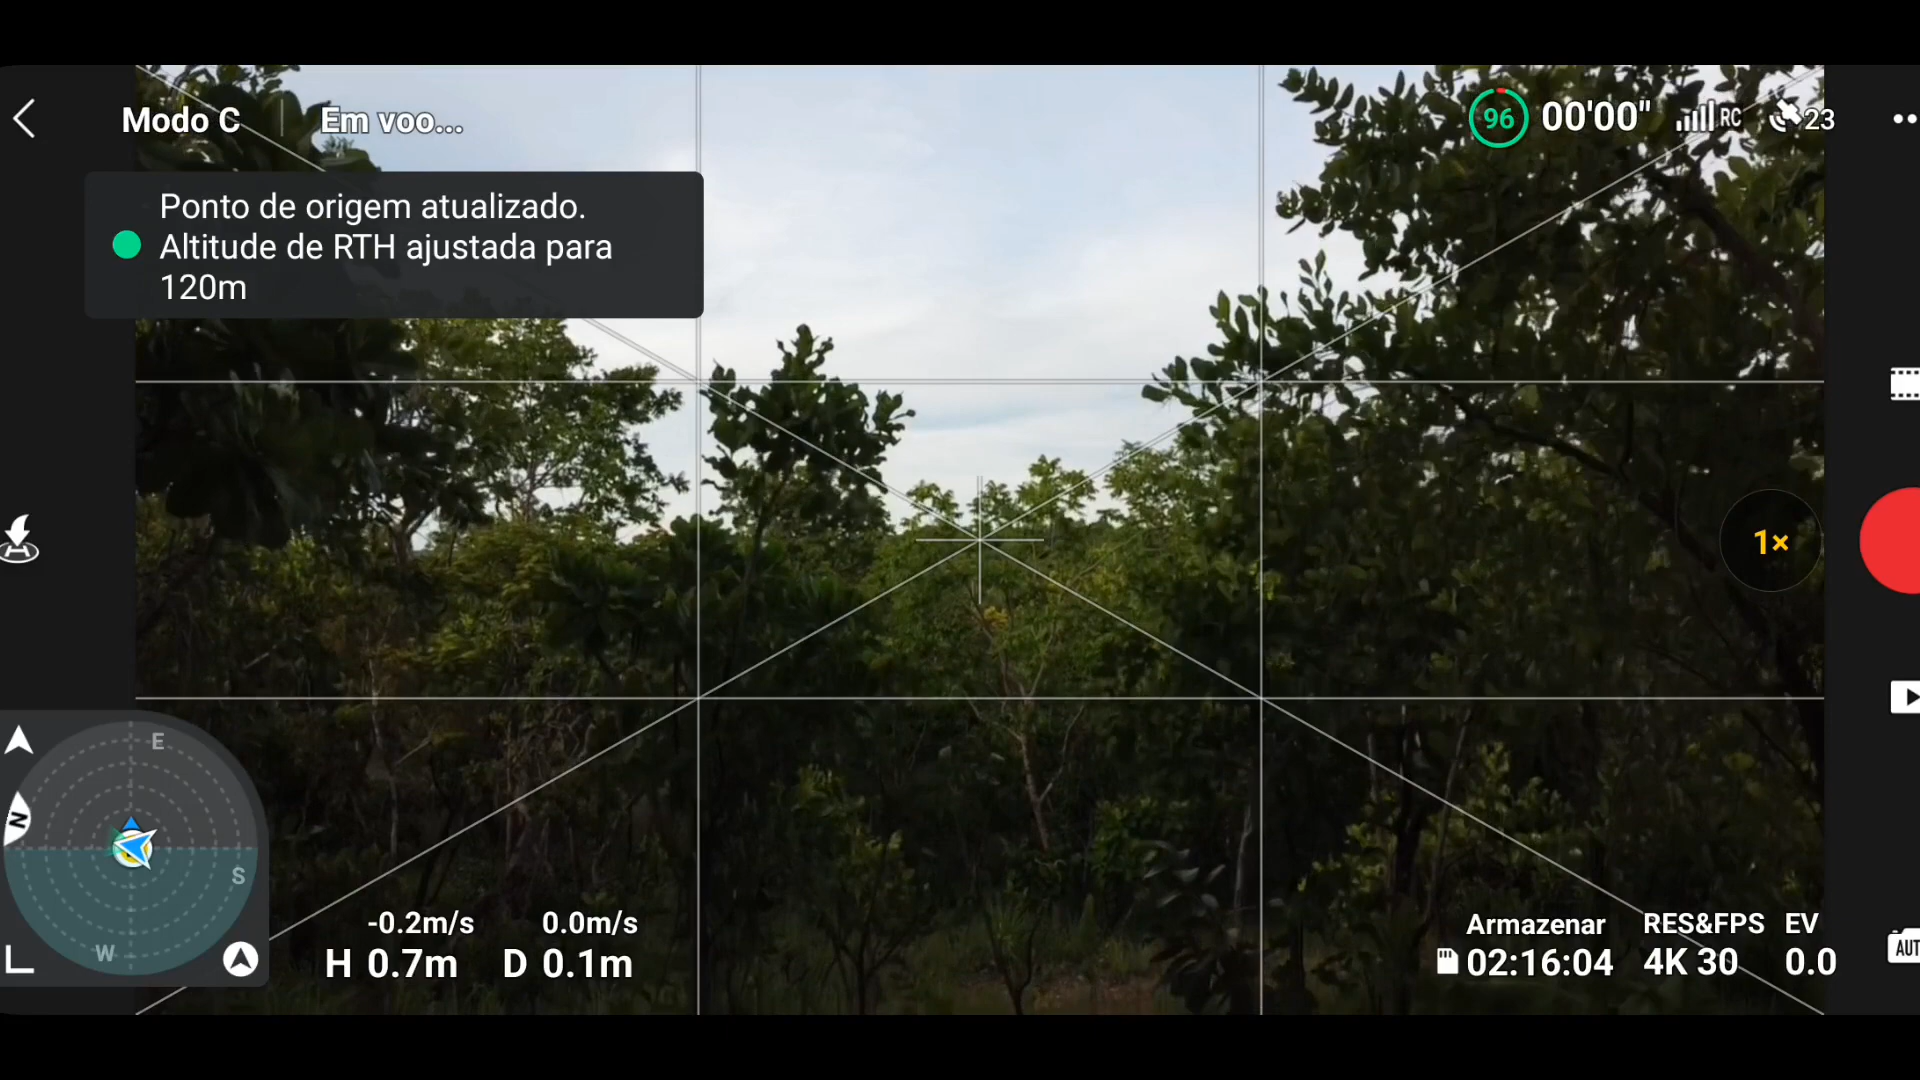 Modo C
Em voo...
96
00'00"
RC
23
Ponto de origem atualizado.
Altitude de RTH ajustada para
120m
1×
E
N
S
W
-0.2m/s
0.0m/s
H 0.7m
D 0.1m
Armazenar
RES&FPS
EV
02:16:04
4K 30
0.0
AUT